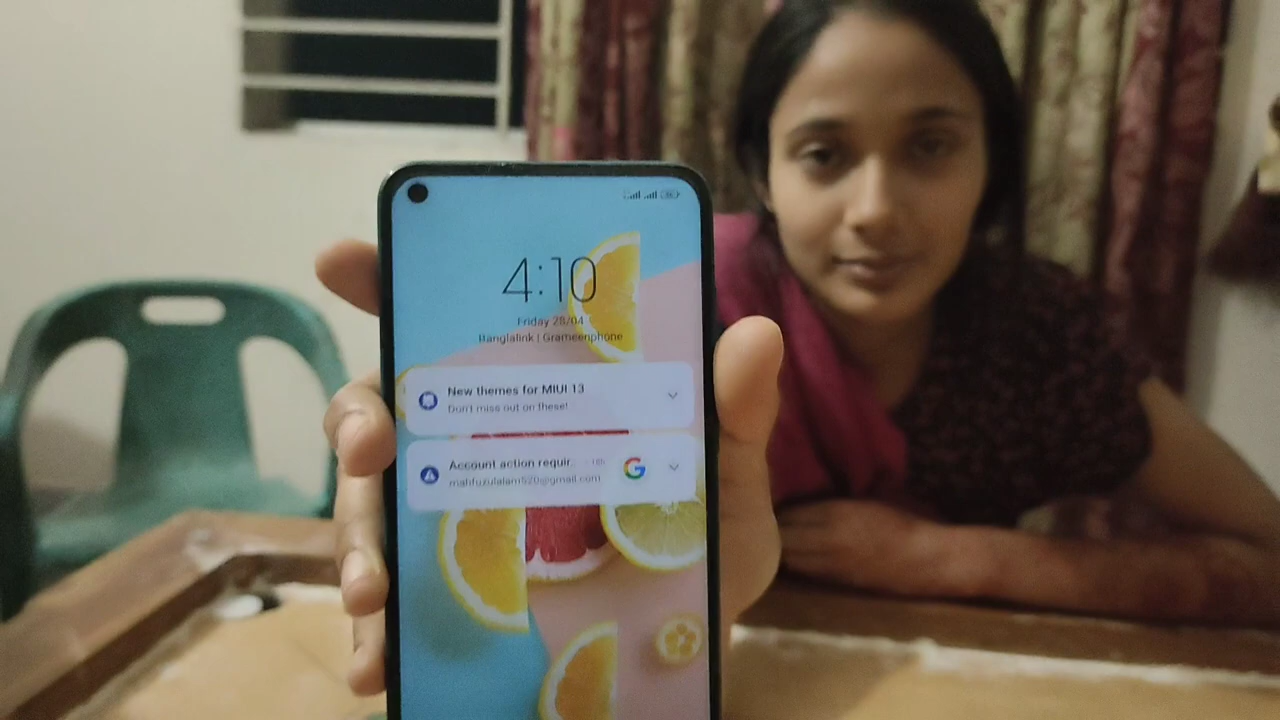 4:10
Friday 28/04
Banglalink | Grameenphone
New themes for MIUI 13
Don't miss out on these!
Account action requir..
mahfuzulalam520@gmail.com
G